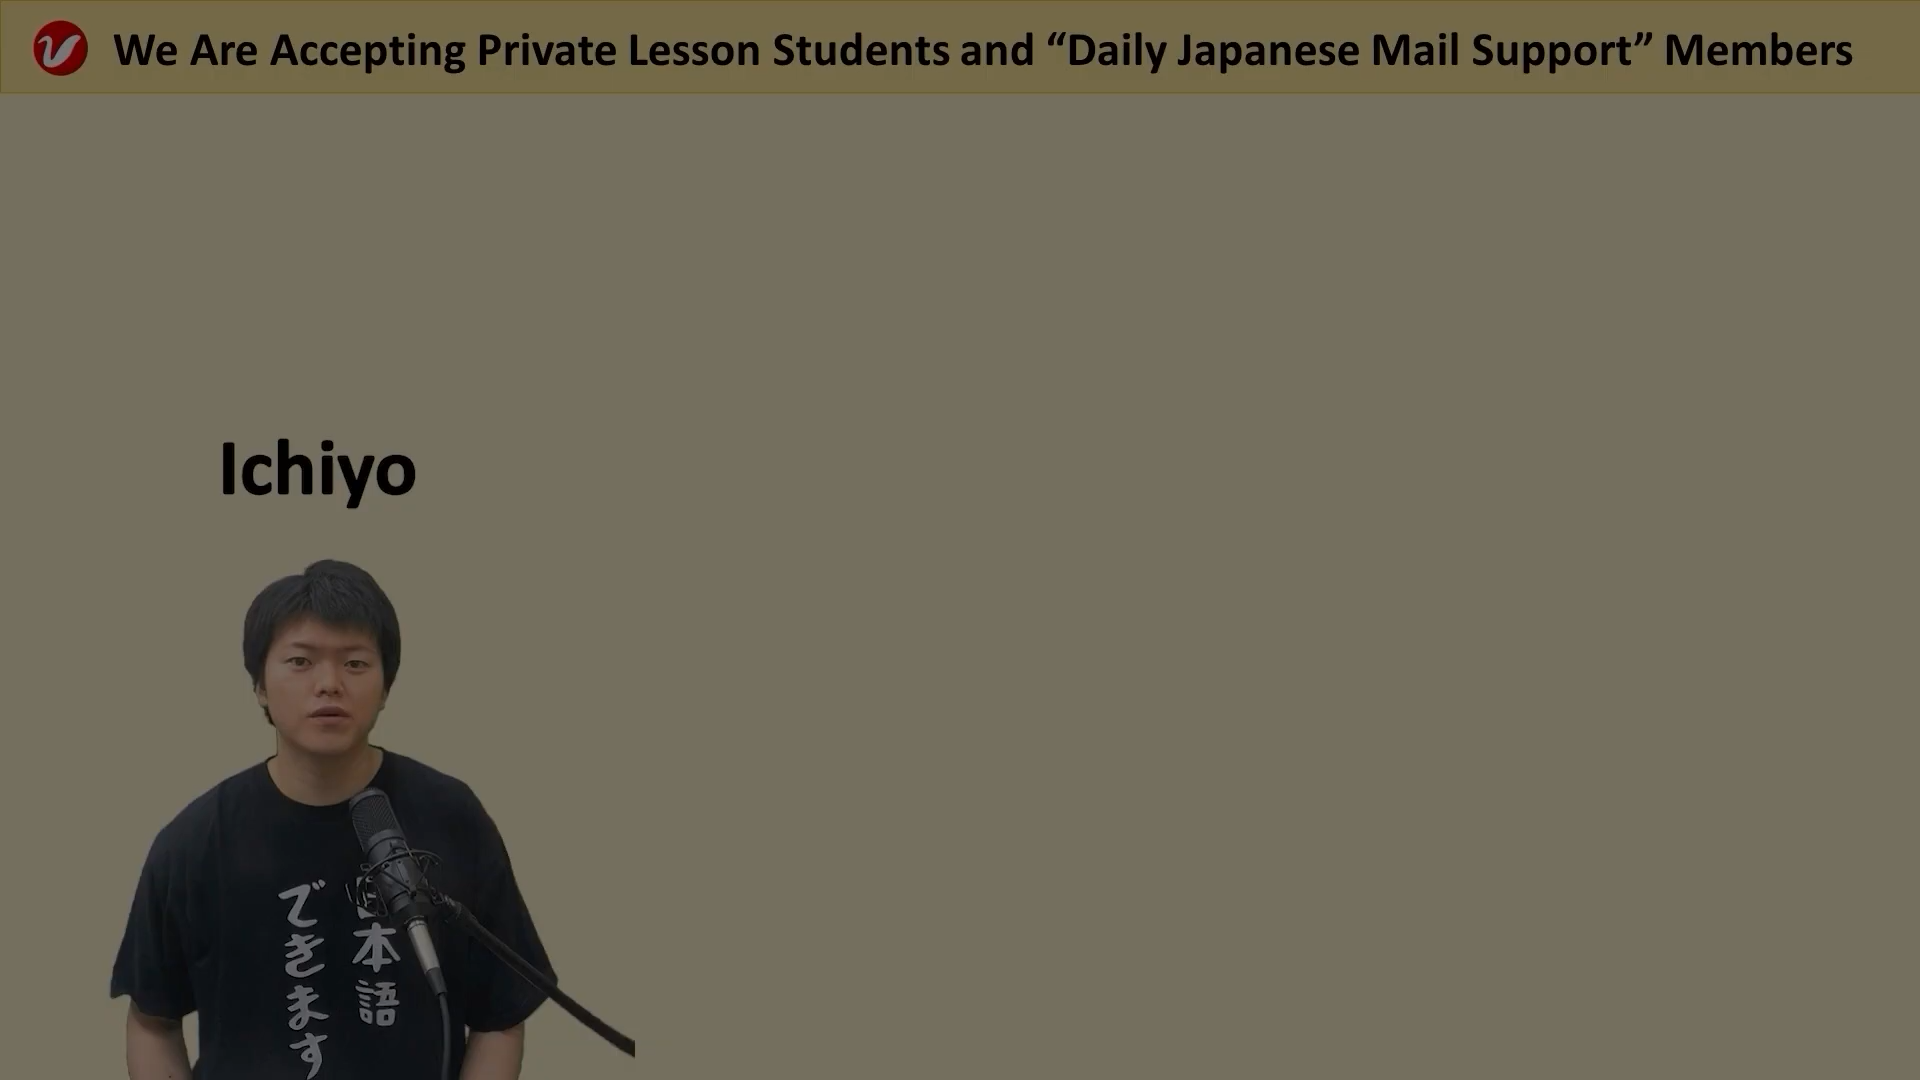 We Are Accepting Private Lesson Students and “Daily Japanese Mail Support” Members
Ichiyo
本語
できます